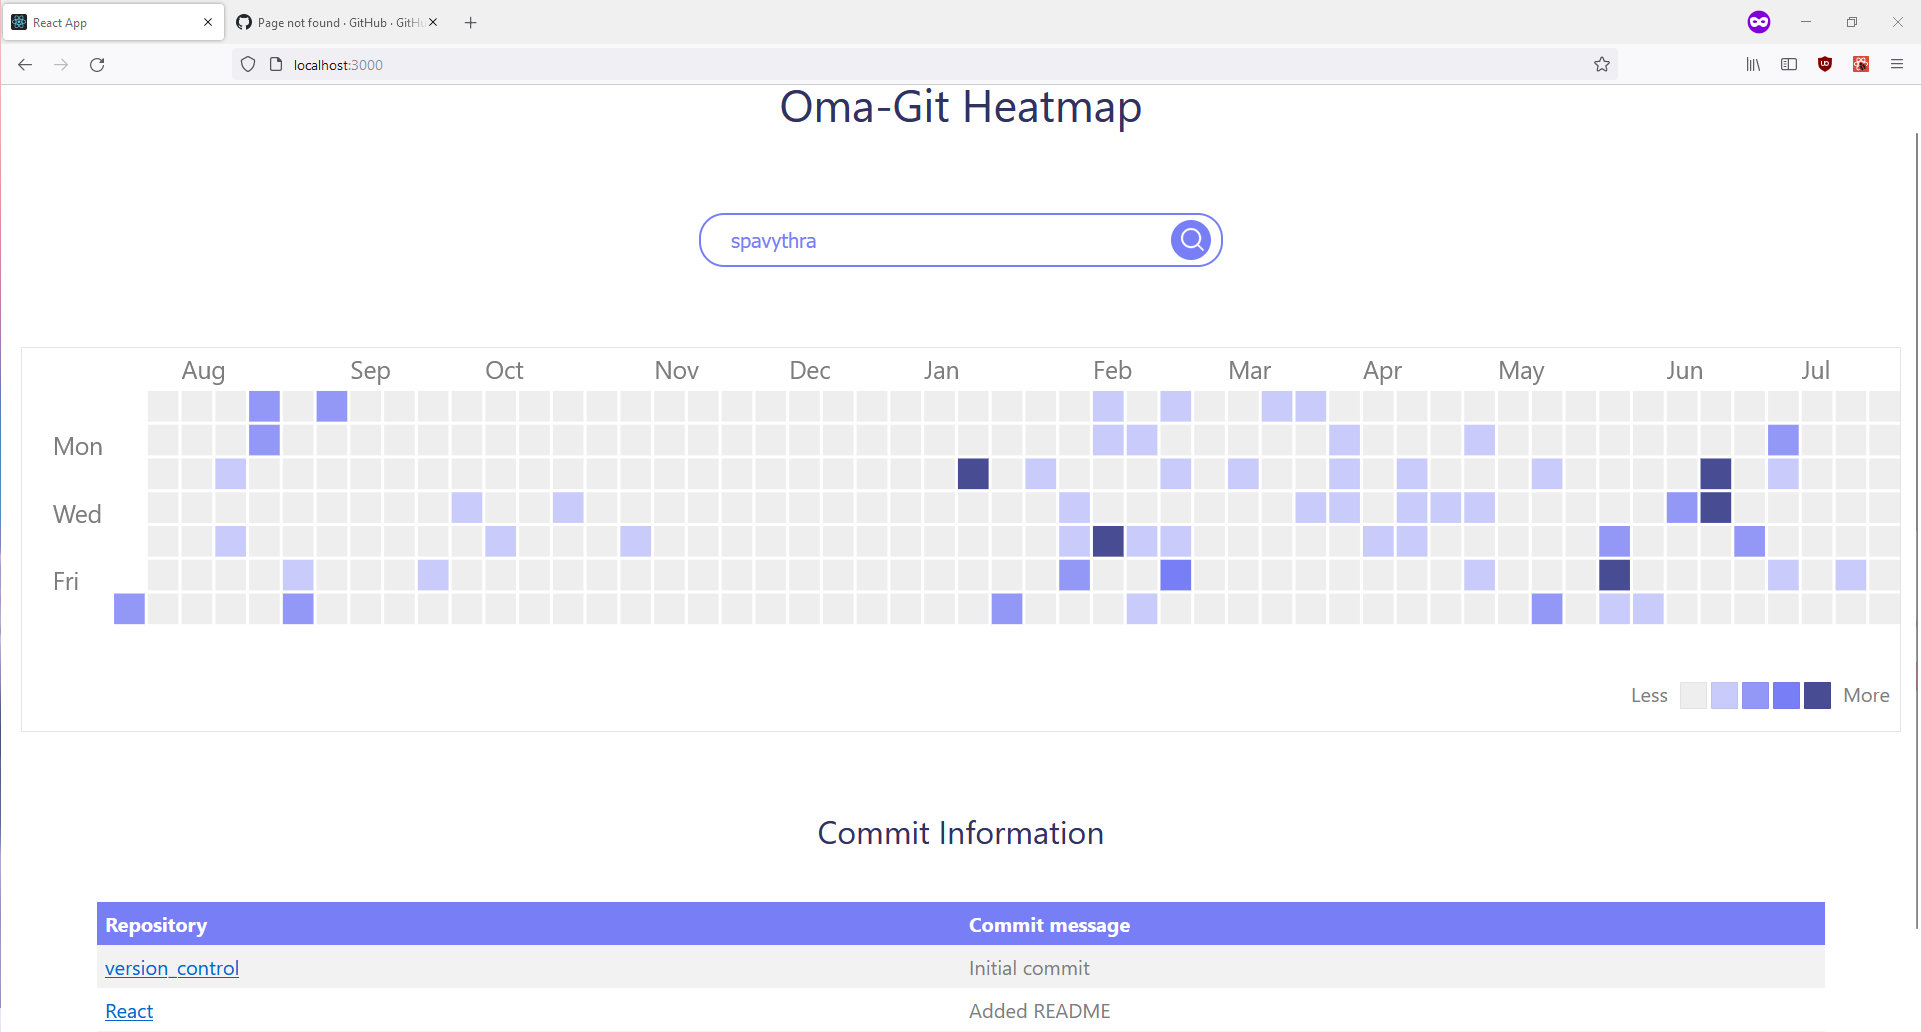 React App
Page not found · GitHub · GitHu
localhost:3000
Oma-Git Heatmap
spavythra
Aug Sep Oct Nov Dec Jan Feb Mar Apr May Jun Jul
Mon
Wed
Fri
Less More
Commit Information
Repository Commit message
version_control Initial commit
React Added README